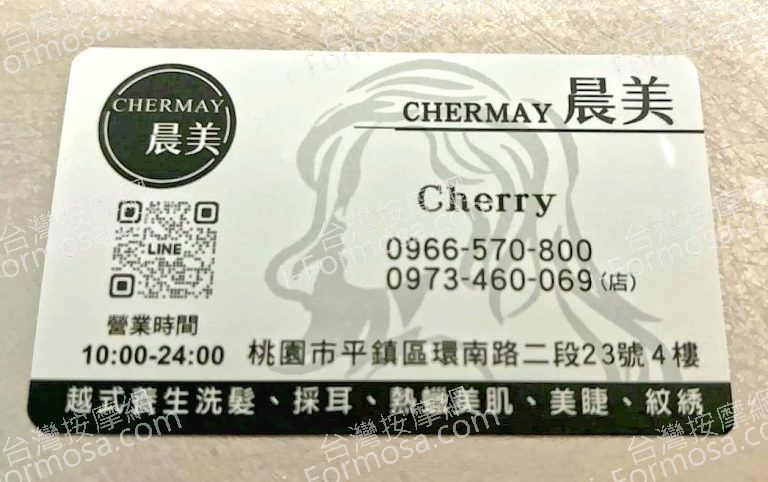 CHERMAY
晨美
CHERMAY 晨美
Cherry
0966-570-800
0973-460-069(店)
LINE
營業時間
10:00-24:00
桃園市平鎮區環南路二段23號4樓
越式養生洗髮、採耳、熱蠟美肌、美睫、紋綉
台灣按摩網
Formosa.com